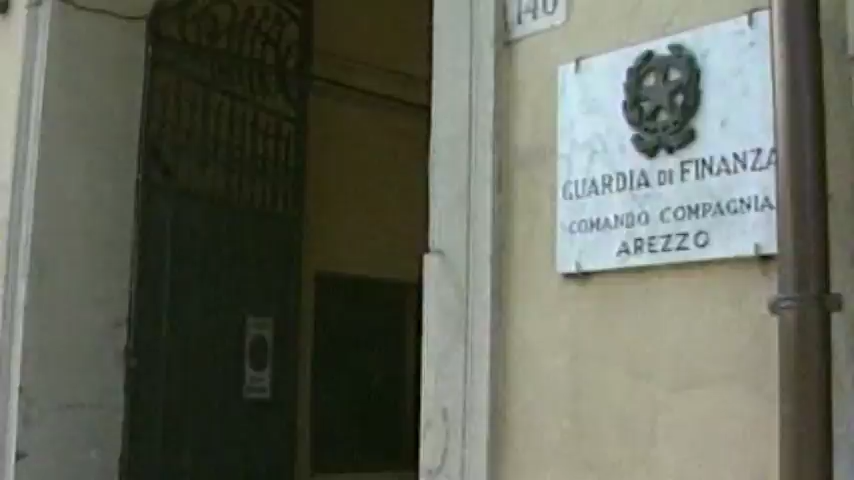 140
GUARDIA DI FINANZA
COMANDO COMPAGNIA
AREZZO